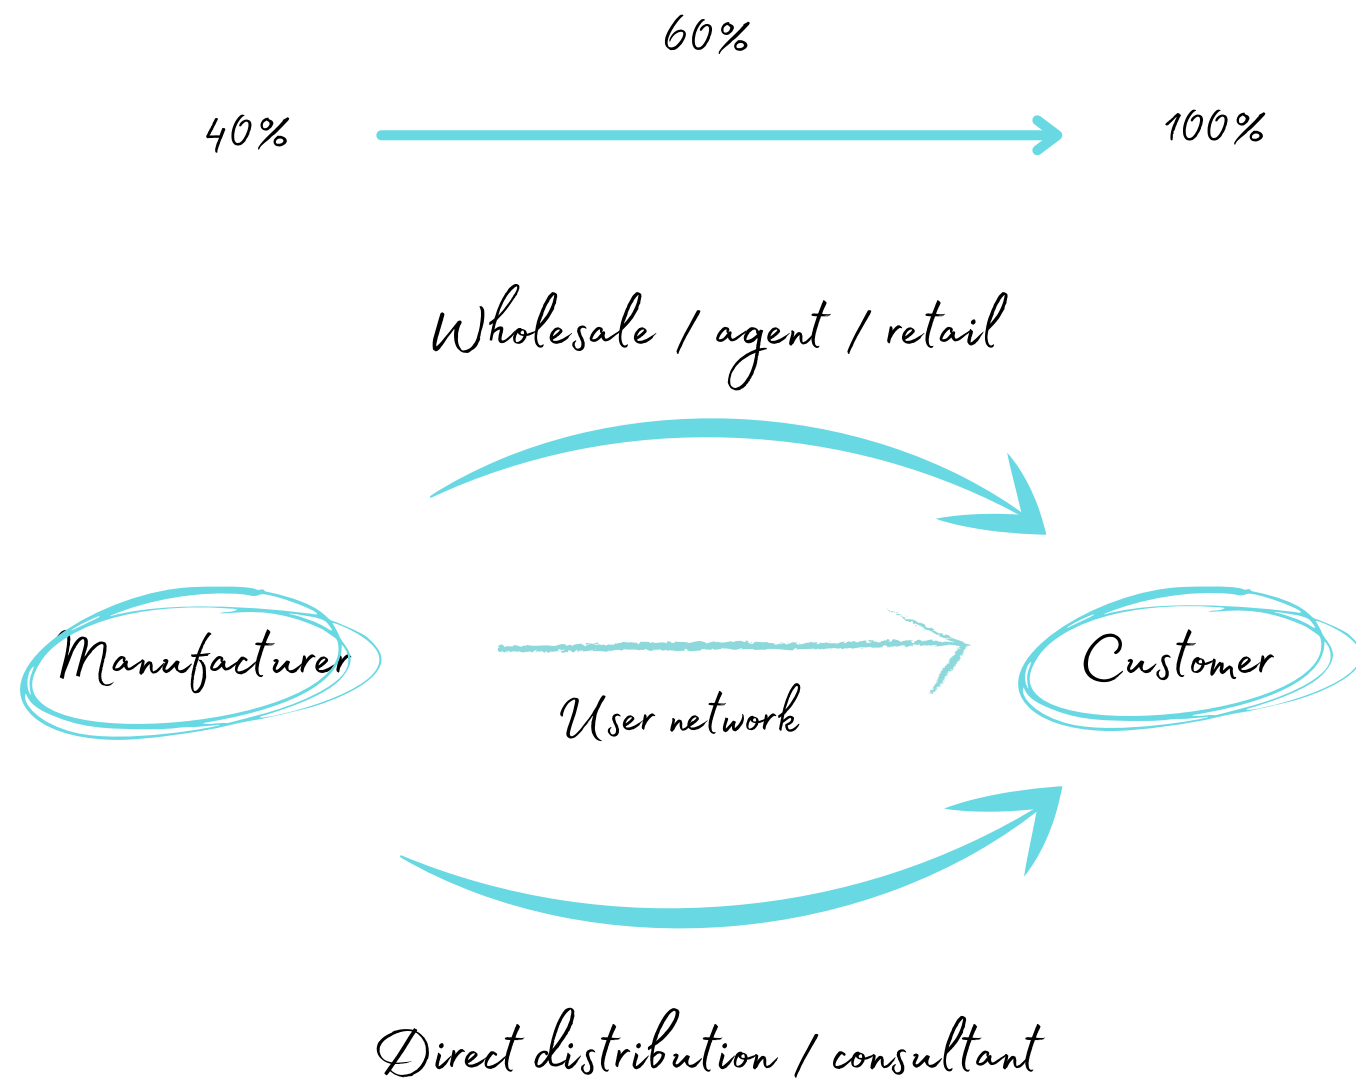 60%
40%
100%
Wholesale / agent / retail
Manufacturer
Customer
User network
Direct distribution / consultant